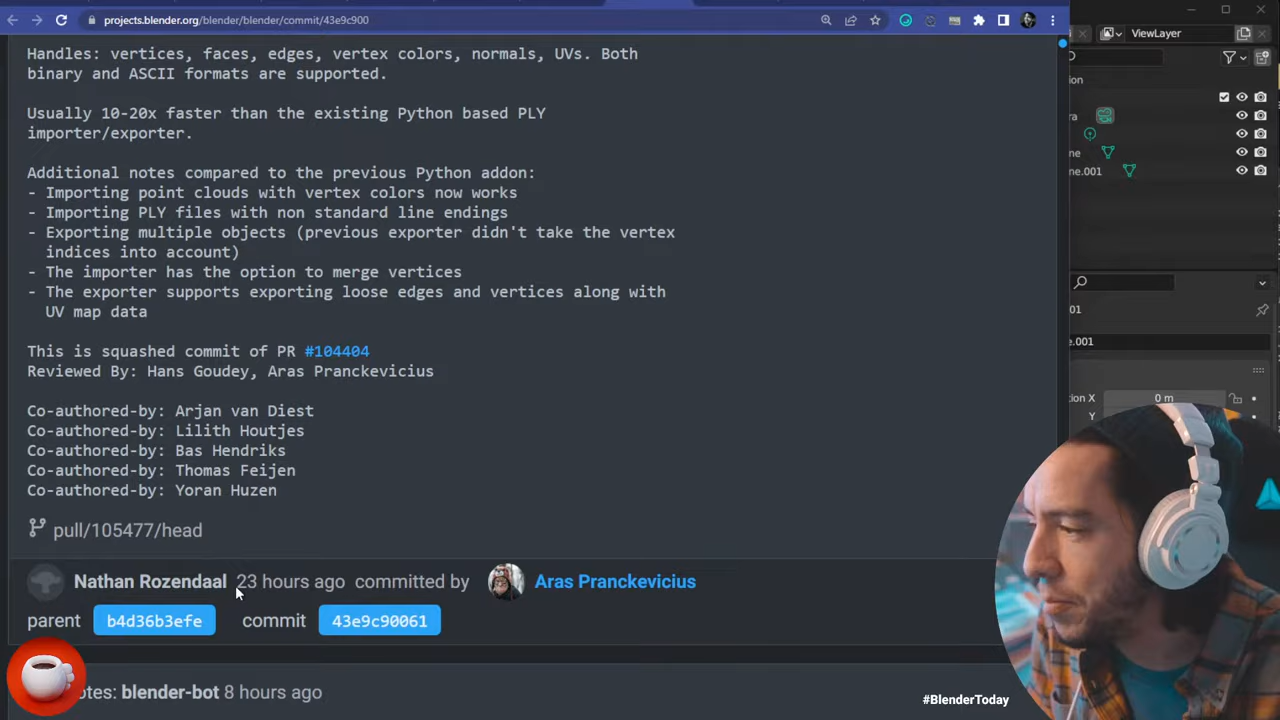 projects.blender.org/blender/blender/commit/43e9c900
ViewLayer
Handles: vertices, faces, edges, vertex colors, normals, UVs. Both
binary and ASCII formats are supported.
Usually 10-20x faster than the existing Python based PLY
importer/exporter.
Additional notes compared to the previous Python addon:
- Importing point clouds with vertex colors now works
- Importing PLY files with non standard line endings
- Exporting multiple objects (previous exporter didn't take the vertex
indices into account)
- The importer has the option to merge vertices
- The exporter supports exporting loose edges and vertices along with
UV map data
This is squashed commit of PR #104404
Reviewed By: Hans Goudey, Aras Pranckevicius
Co-authored-by: Arjan van Diest
Co-authored-by: Lilith Houtjes
Co-authored-by: Bas Hendriks
Co-authored-by: Thomas Feijen
Co-authored-by: Yoran Huzen
pull/105477/head
Nathan Rozendaal 23 hours ago committed by Aras Pranckevicius
parent b4d36b3efe commit 43e9c90061
otes: blender-bot 8 hours ago
ion
ra
ne
ne.001
01
e.001
tion X 0 m
Y
#BlenderToday